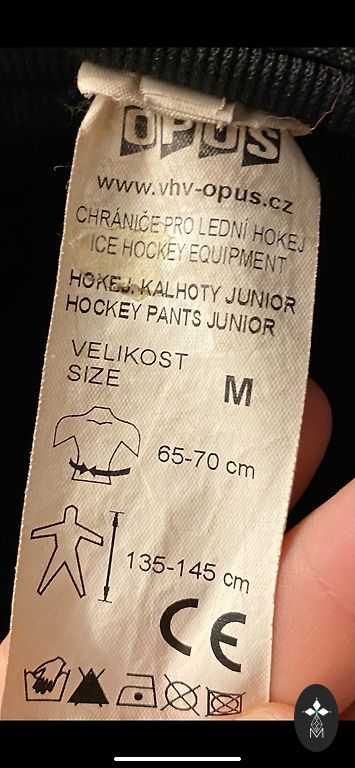 OPUS
www.vhv-opus.cz
CHRÁNIČE PRO LEDNÍ HOKEJ
ICE HOCKEY EQUIPMENT
HOKEJ. KALHOTY JUNIOR
HOCKEY PANTS JUNIOR
VELIKOST
SIZE
M
65-70 cm
135-145 cm
CE
M